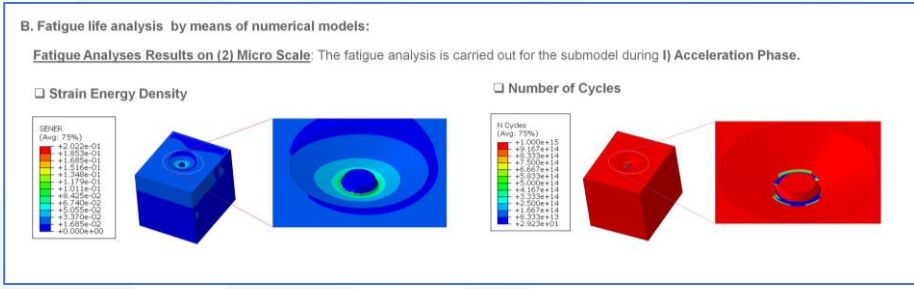 B. Fatigue life analysis by means of numerical models:
Fatigue Analyses Results on (2) Micro Scale: The fatigue analysis is carried out for the submodel during I) Acceleration Phase.
❑ Strain Energy Density
❑ Number of Cycles
SENER
(Avg: 75%)
+2.022e-01
+1.853e-01
+1.685e-01
+1.516e-01
+1.348e-01
+1.179e-01
+1.011e-01
+8.425e-02
+6.740e-02
+5.055e-02
+3.370e-02
+1.685e-02
+0.000e+00
N Cycles
(Avg: 75%)
+1.000e+15
+9.167e+14
+8.333e+14
+7.500e+14
+6.667e+14
+5.833e+14
+5.000e+14
+4.167e+14
+3.333e+14
+2.500e+14
+1.667e+14
+8.333e+13
+2.923e+01